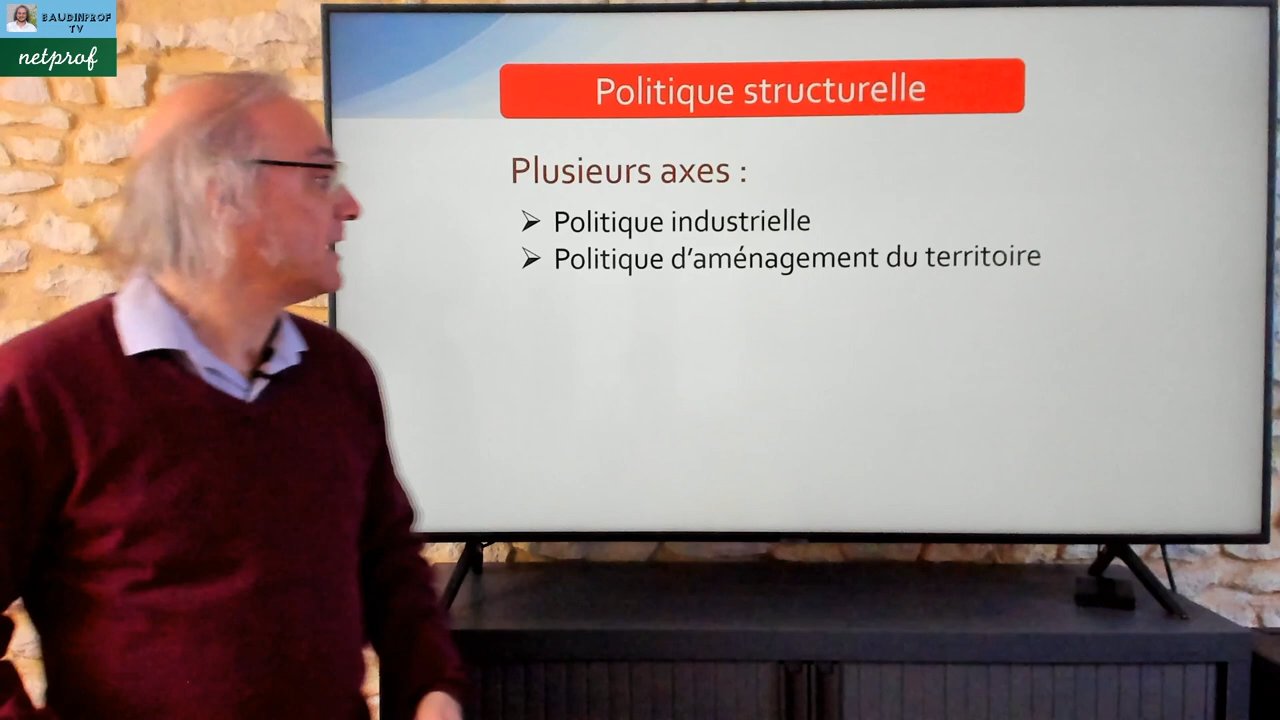 BAUDINPROF
TV
netprof
Politique structurelle
Plusieurs axes :
Politique industrielle
Politique d'aménagement du territoire